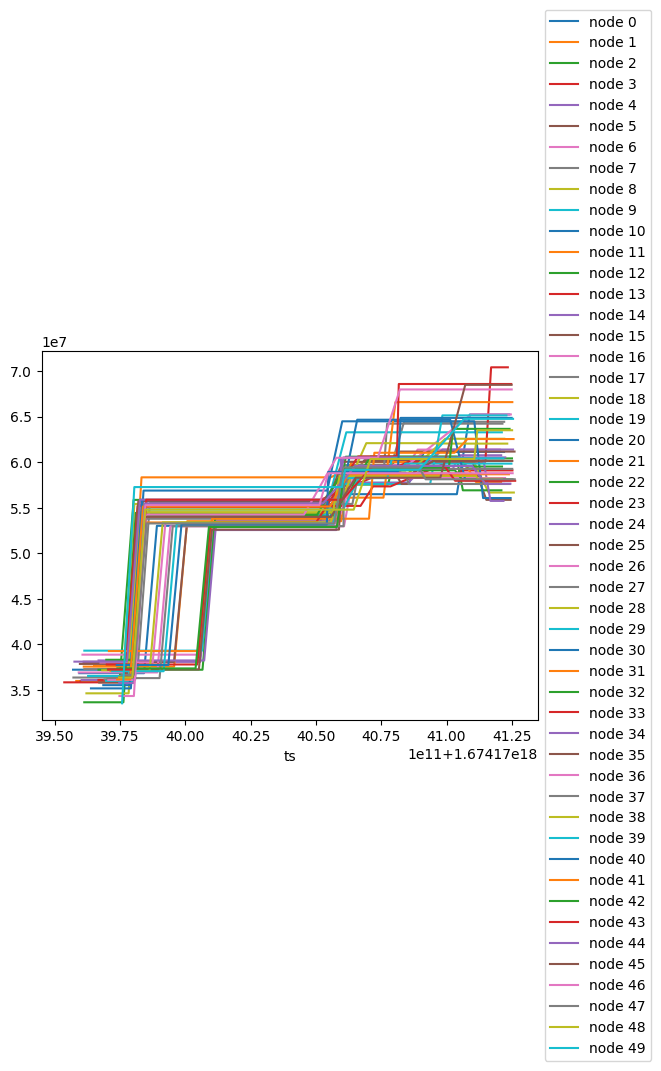 1e7
7.0
6.5
6.0
5.5
5.0
4.5
4.0
3.5
39.50 39.75 40.00 40.25 40.50 40.75 41.00 41.25
ts
1e11+1.67417e18
node 0
node 1
node 2
node 3
node 4
node 5
node 6
node 7
node 8
node 9
node 10
node 11
node 12
node 13
node 14
node 15
node 16
node 17
node 18
node 19
node 20
node 21
node 22
node 23
node 24
node 25
node 26
node 27
node 28
node 29
node 30
node 31
node 32
node 33
node 34
node 35
node 36
node 37
node 38
node 39
node 40
node 41
node 42
node 43
node 44
node 45
node 46
node 47
node 48
node 49